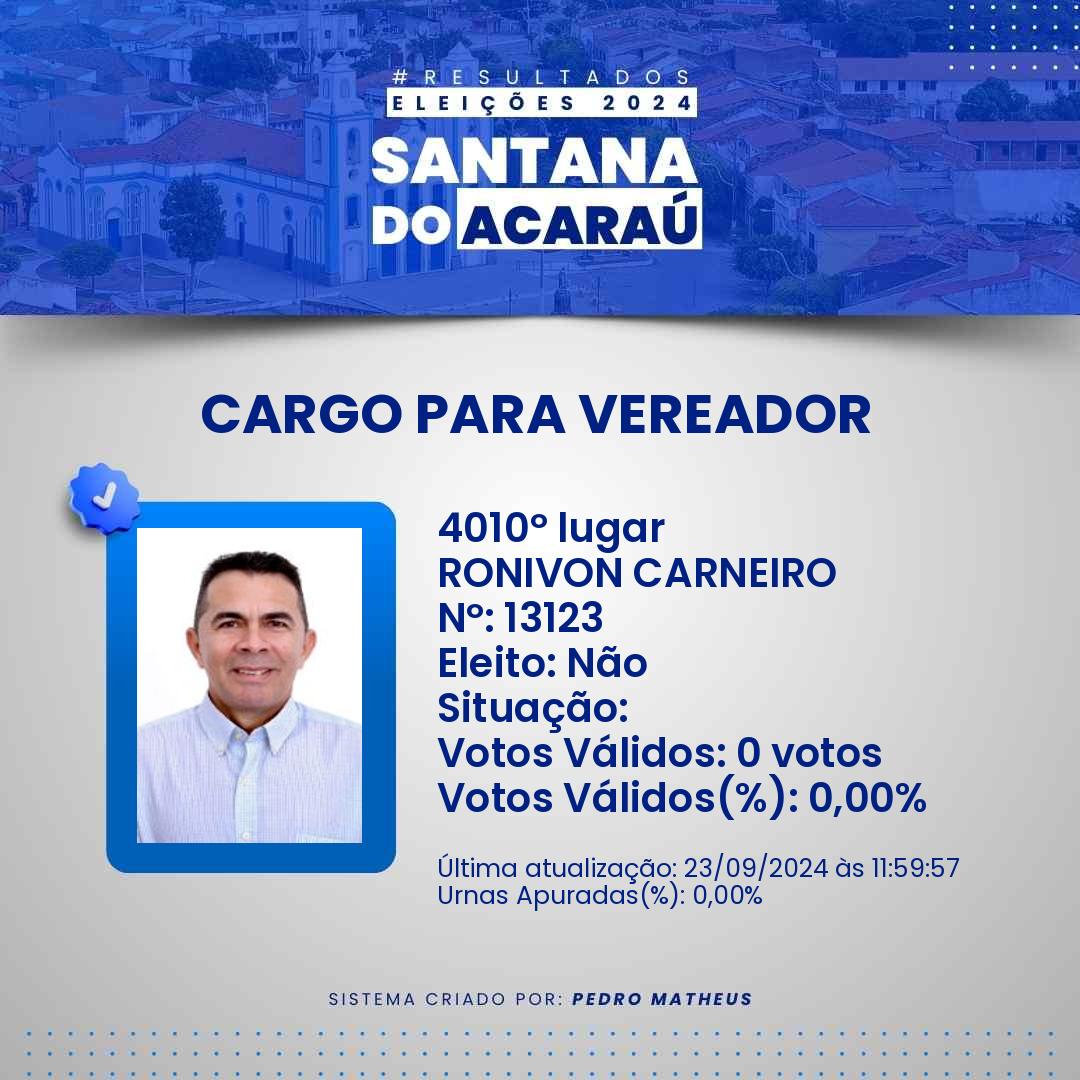 #RESULTADOS
ELEIÇÕES 2024
SANTANA
DO ACARAÚ
CARGO PARA VEREADOR
4010º lugar
RONIVON CARNEIRO
Nº: 13123
Eleito: Não
Situação:
Votos Válidos: 0 votos
Votos Válidos(%): 0,00%
Última atualização: 23/09/2024 às 11:59:57
Urnas Apuradas(%): 0,00%
SISTEMA CRIADO POR: PEDRO MATHEUS